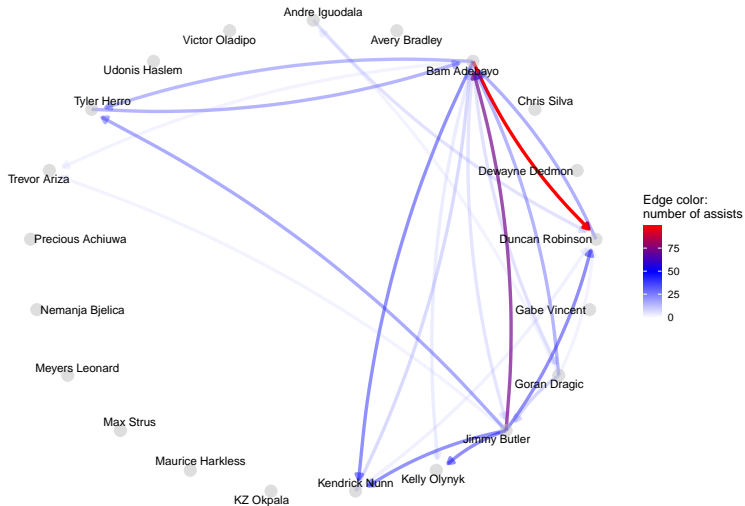 Andre Iguodala
Victor Oladipo
Avery Bradley
Udonis Haslem
Bam Adebayo
Tyler Herro
Chris Silva
Trevor Ariza
Dewayne Dedmon
Precious Achiuwa
Duncan Robinson
Nemanja Bjelica
Gabe Vincent
Meyers Leonard
Goran Dragic
Max Strus
Jimmy Butler
Maurice Harkless
Kendrick Nunn
Kelly Olynyk
KZ Okpala
Edge color:
number of assists
75
50
25
0